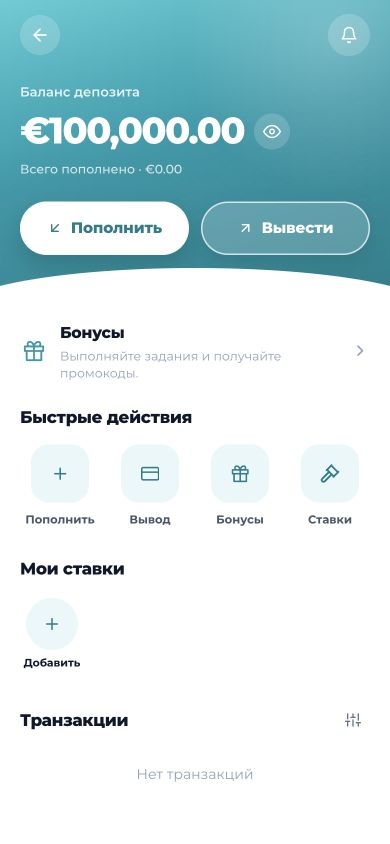 Баланс депозита
€100,000.00
Всего пополнено · €0.00
Пополнить
Вывести
Бонусы
Выполняйте задания и получайте
промокоды.
Быстрые действия
Пополнить
Вывод
Бонусы
Ставки
Мои ставки
Добавить
Транзакции
Нет транзакций